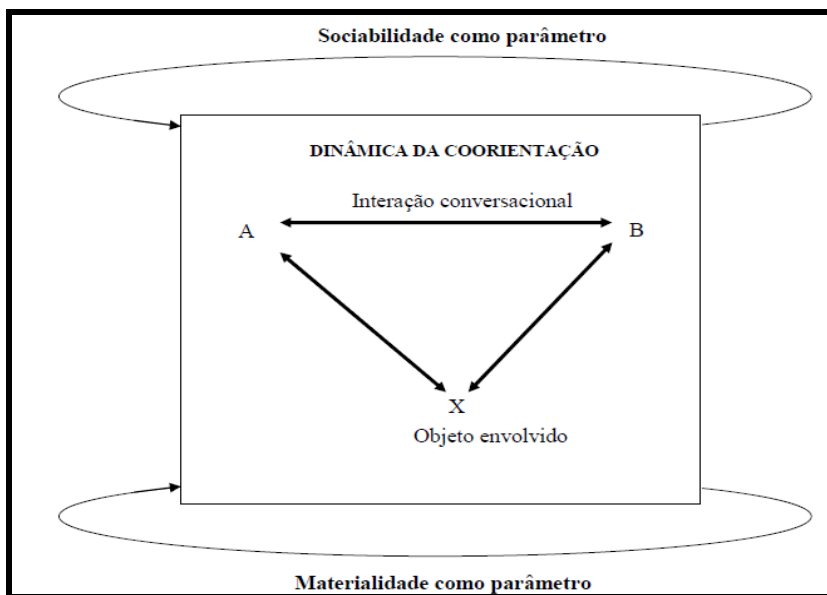 Sociabilidade como parâmetro
DINÂMICA DA COORIENTAÇÃO
Interação conversacional
A
B
X
Objeto envolvido
Materialidade como parâmetro